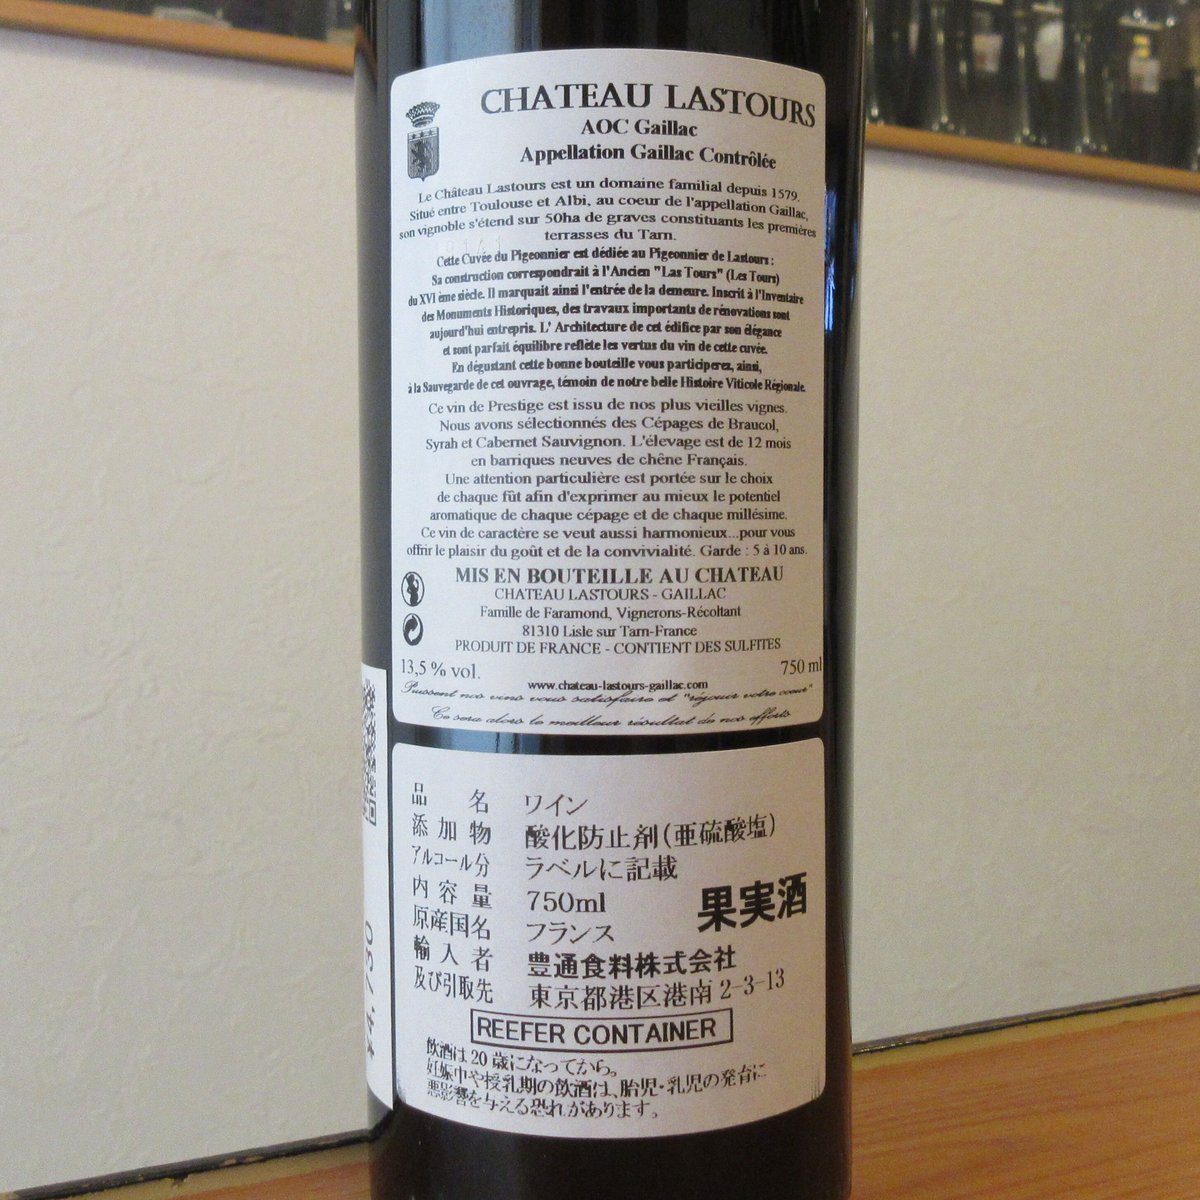 CHATEAU LASTOURS
AOC Gaillac
Appellation Gaillac Contrôlée
Le Château Lastours est un domaine familial depuis 1579.
Situé entre Toulouse et Albi, au coeur de l'appellation Gaillac,
son vignoble s'étend sur 50ha de graves constituants les premières
terrasses du Tarn.
Cette Cuvée du Pigeonnier est dédiée au Pigeonnier de Lastours :
Sa construction correspondrait à l'Ancien "Las Tours" (Les Tours)
du XVI ème siècle. Il marquait ainsi l'entrée de la demeure. Inscrit à l'Inventaire
des Monuments Historiques, des travaux importants de rénovations sont
aujourd'hui entrepris. L' Architecture de cet édifice par son élégance
et sont parfait équilibre reflète les vertus du vin de cette cuvée.
En dégustant cette bonne bouteille vous participerez, ainsi,
à la Sauvegarde de cet ouvrage, témoin de notre belle Histoire Viticole Régionale.
Ce vin de Prestige est issu de nos plus vieilles vignes.
Nous avons sélectionnés des Cépages de Braucol,
Syrah et Cabernet Sauvignon. L'élevage est de 12 mois
en barriques neuves de chêne Français.
Une attention particulière est portée sur le choix
de chaque fût afin d'exprimer au mieux le potentiel
aromatique de chaque cépage et de chaque millésime.
Ce vin de caractère se veut aussi harmonieux...pour vous
offrir le plaisir du goût et de la convivialité. Garde : 5 à 10 ans.
MIS EN BOUTEILLE AU CHATEAU
CHATEAU LASTOURS - GAILLAC
Famille de Faramond, Vignerons-Récoltant
81310 Lisle sur Tarn-France
PRODUIT DE FRANCE - CONTIENT DES SULFITES
13,5 % vol. 750 ml
www.chateau-lastours-gaillac.com
Puissent nos vins vous satisfaire et "réjouir votre coeur"
Ce sera alors le meilleur résultat de nos efforts
品名 ワイン
添加物 酸化防止剤(亜硫酸塩)
アルコール分 ラベルに記載
内容量 750ml
果実酒
原産国名 フランス
輸入者 豊通食料株式会社
及び引取先 東京都港区港南2-3-13
REEFER CONTAINER
飲酒は20歳になってから。
妊娠中や授乳期の飲酒は、胎児・乳児の発育に
悪影響を与える恐れがあります。